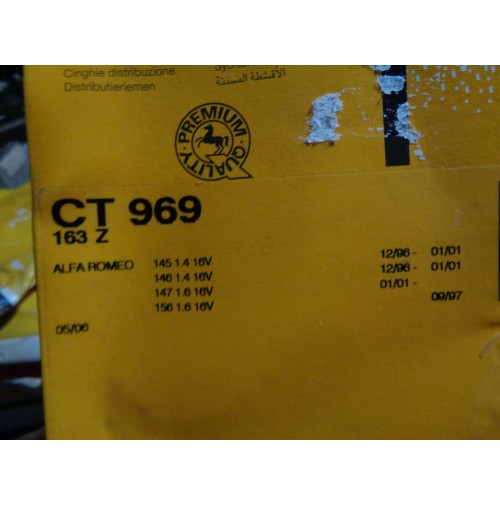 Cinghie distribuzione
Distributieriemen
الأقشطة المسننة
PREMIUM QUALITY
CT 969
163 Z
ALFA ROMEO 145 1.4 16V 12/96 - 01/01
146 1.4 16V 12/96 - 01/01
147 1.6 16V 01/01 -
156 1.6 16V 09/97
05/06